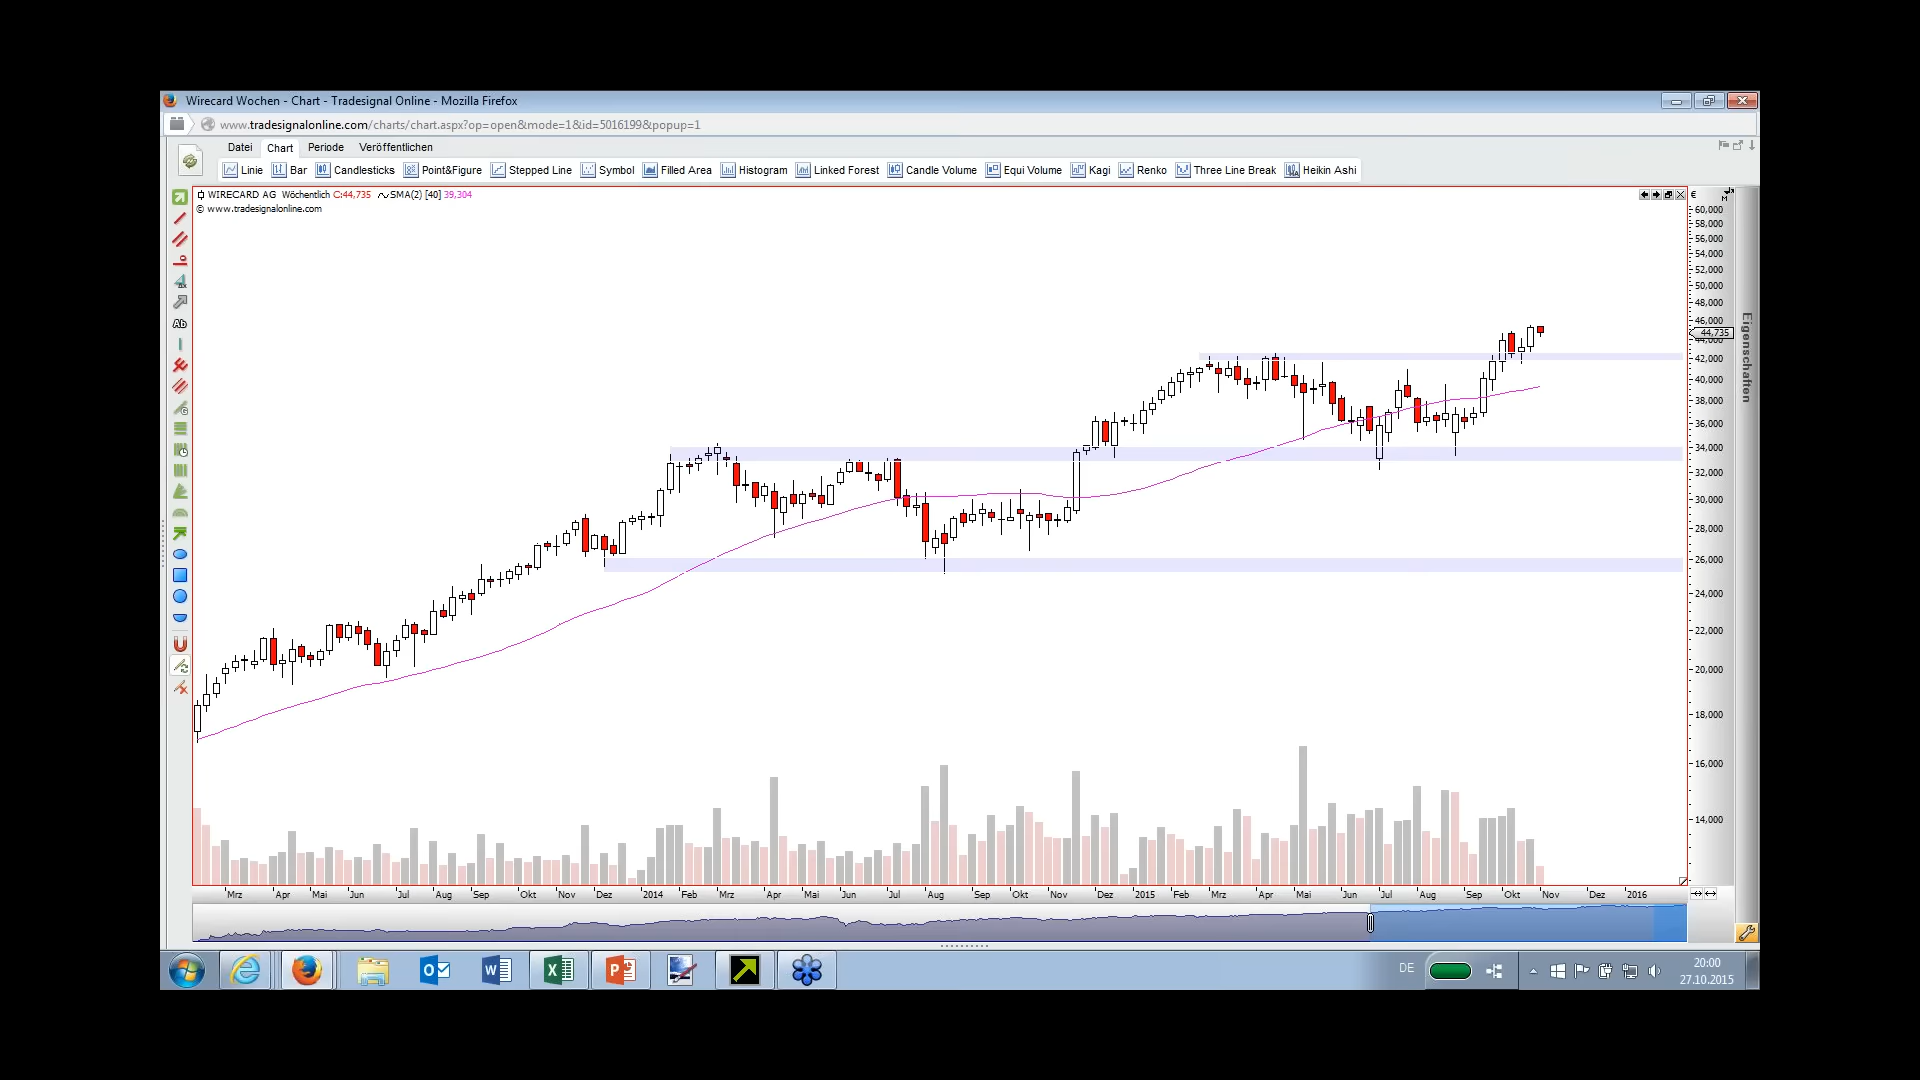 Wirecard Wochen - Chart - Tradesignal Online - Mozilla Firefox
www.tradesignalonline.com/charts/chart.aspx?op=open&mode=1&id=5016199&popup=1
Datei Chart Periode Veröffentlichen
Linie Bar Candlesticks Point&Figure Stepped Line Symbol Filled Area Histogram Linked Forest Candle Volume Equi Volume Kagi Renko Three Line Break Heikin Ashi
WIRECARD AG Wöchentlich C:44,735 SMA(2) [40] 39,304
© www.tradesignalonline.com
€
60,000
58,000
56,000
54,000
52,000
50,000
48,000
46,000
44,735
44,000
42,000
40,000
38,000
36,000
34,000
32,000
30,000
28,000
26,000
24,000
22,000
20,000
18,000
16,000
14,000
Eigenschaften
Ab
Mrz Apr Mai Jun Jul Aug Sep Okt Nov Dez 2014 Feb Mrz Apr Mai Jun Jul Aug Sep Okt Nov Dez 2015 Feb Mrz Apr Mai Jun Jul Aug Sep Okt Nov Dez 2016
DE
20:00
27.10.2015